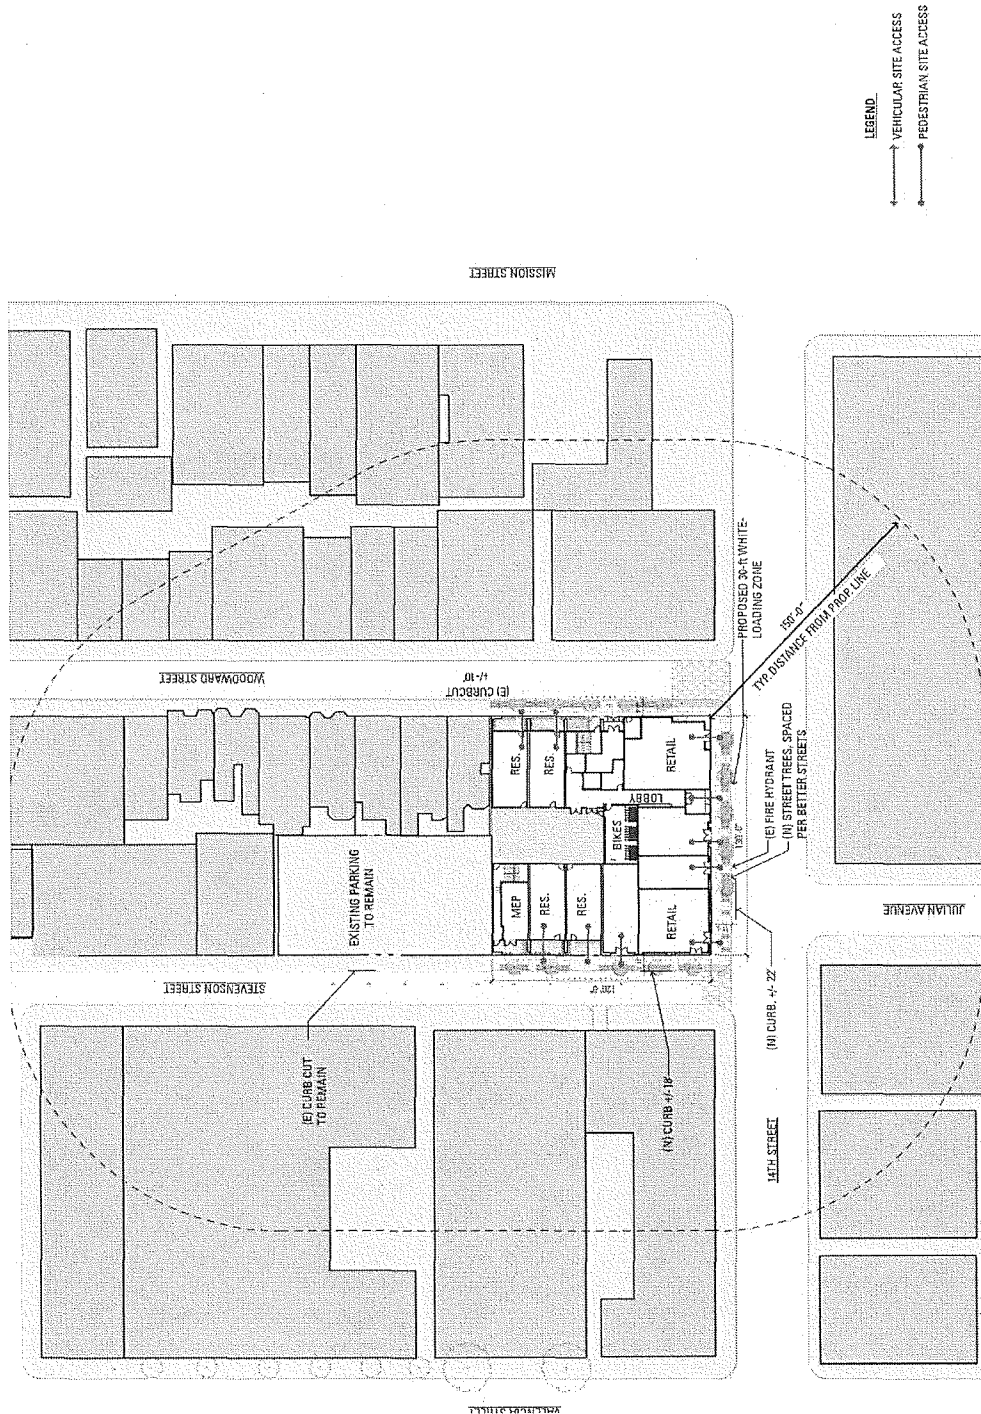 LEGEND
VEHICULAR SITE ACCESS
PEDESTRIAN SITE ACCESS
MISSION STREET
WOODWARD STREET
(E) CURBCUT
+/-10'
PROPOSED 30-ft WHITE-
LOADING ZONE
150'-0"
TYP. DISTANCE FROM PROP. LINE
RES.
RES.
RETAIL
LOBBY
BIKES
MEP
RES.
RES.
RETAIL
EXISTING PARKING
TO REMAIN
(E) FIRE HYDRANT
(N) STREET TREES, SPACED
PER BETTER STREETS
JULIAN AVENUE
STEVENSON STREET
(E) CURB CUT
TO REMAIN
(N) CURB, +/- 22'
(N) CURB +/-18'
14TH STREET
VALENCIA STREET